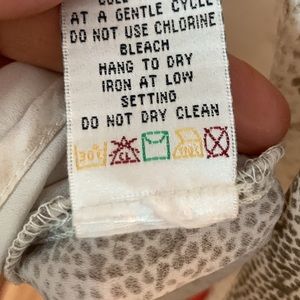 AT A GENTLE CYCLE
DO NOT USE CHLORINE
BLEACH
HANG TO DRY
IRON AT LOW
SETTING
DO NOT DRY CLEAN
30°
CL